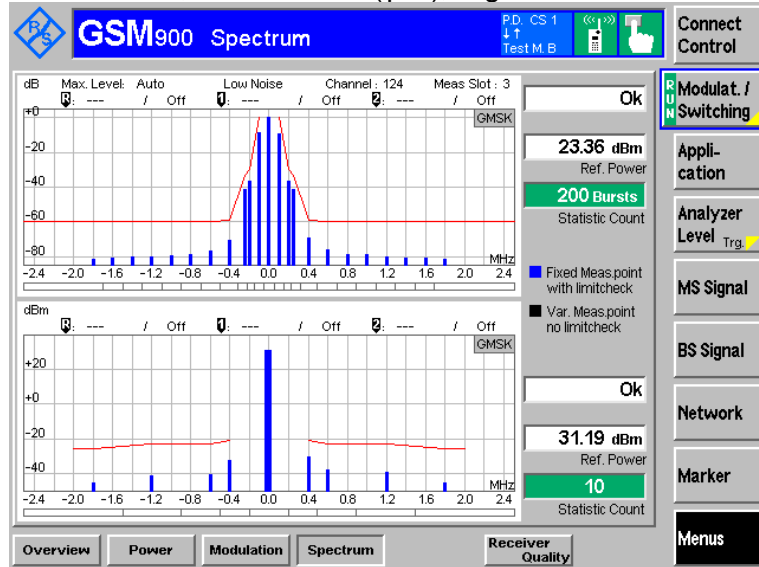 R&S
GSM900 Spectrum
P.D. CS 1
↓↑
Test M. B
Connect
Control
dB Max. Level: Auto Low Noise Channel : 124 Meas Slot : 3
R: --- / Off 1: --- / Off 2: --- / Off
GMSK
+0
-20
-40
-60
-80
MHz
-2.4 -2.0 -1.6 -1.2 -0.8 -0.4 0.0 0.4 0.8 1.2 1.6 2.0 2.4
Ok
23.36 dBm
Ref. Power
200 Bursts
Statistic Count
Fixed Meas.point
with limitcheck
Var. Meas.point
no limitcheck
dBm
R: --- / Off 1: --- / Off 2: --- / Off
GMSK
+20
+0
-20
-40
MHz
-2.4 -2.0 -1.6 -1.2 -0.8 -0.4 0.0 0.4 0.8 1.2 1.6 2.0 2.4
Ok
31.19 dBm
Ref. Power
10
Statistic Count
RUN
Modulat. /
Switching
Appli-
cation
Analyzer
Level Trg.
MS Signal
BS Signal
Network
Marker
Menus
Overview Power Modulation Spectrum Receiver
Quality